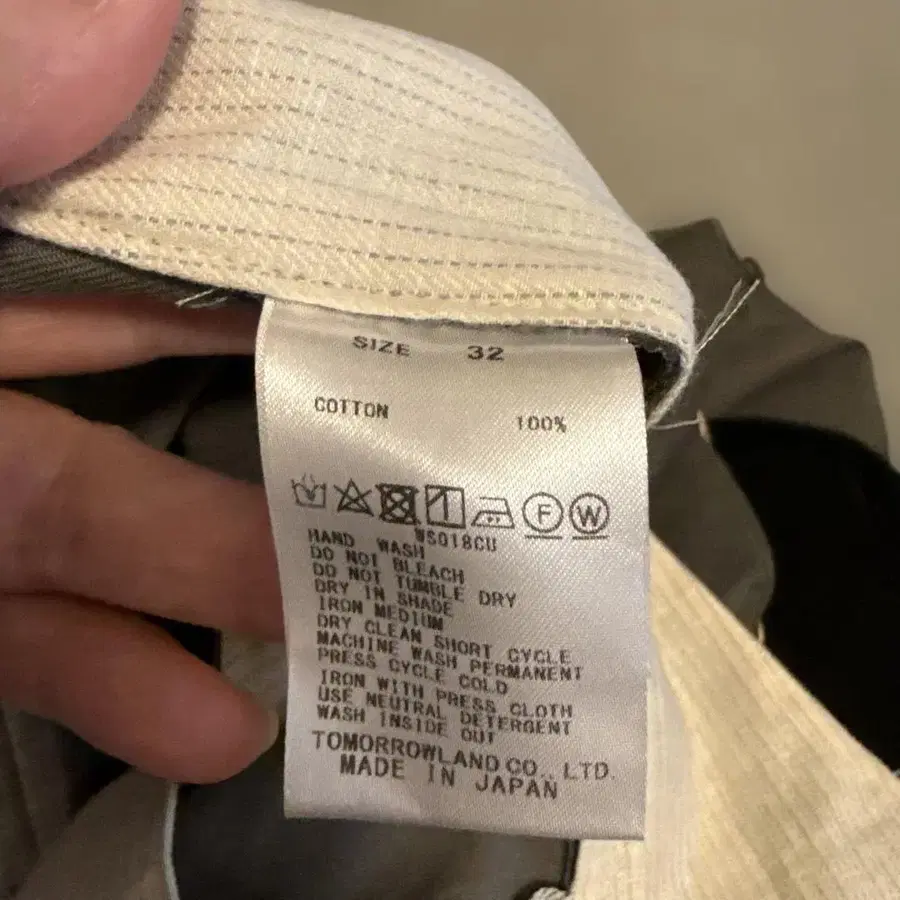 SIZE 32
COTTON 100%
F W
WS018CU
HAND WASH
DO NOT BLEACH
DO NOT TUMBLE DRY
DRY IN SHADE
IRON MEDIUM
DRY CLEAN SHORT CYCLE
MACHINE WASH PERMANENT
PRESS CYCLE COLD
IRON WITH PRESS CLOTH
USE NEUTRAL DETERGENT
WASH INSIDE OUT
TOMORROWLAND CO., LTD.
MADE IN JAPAN